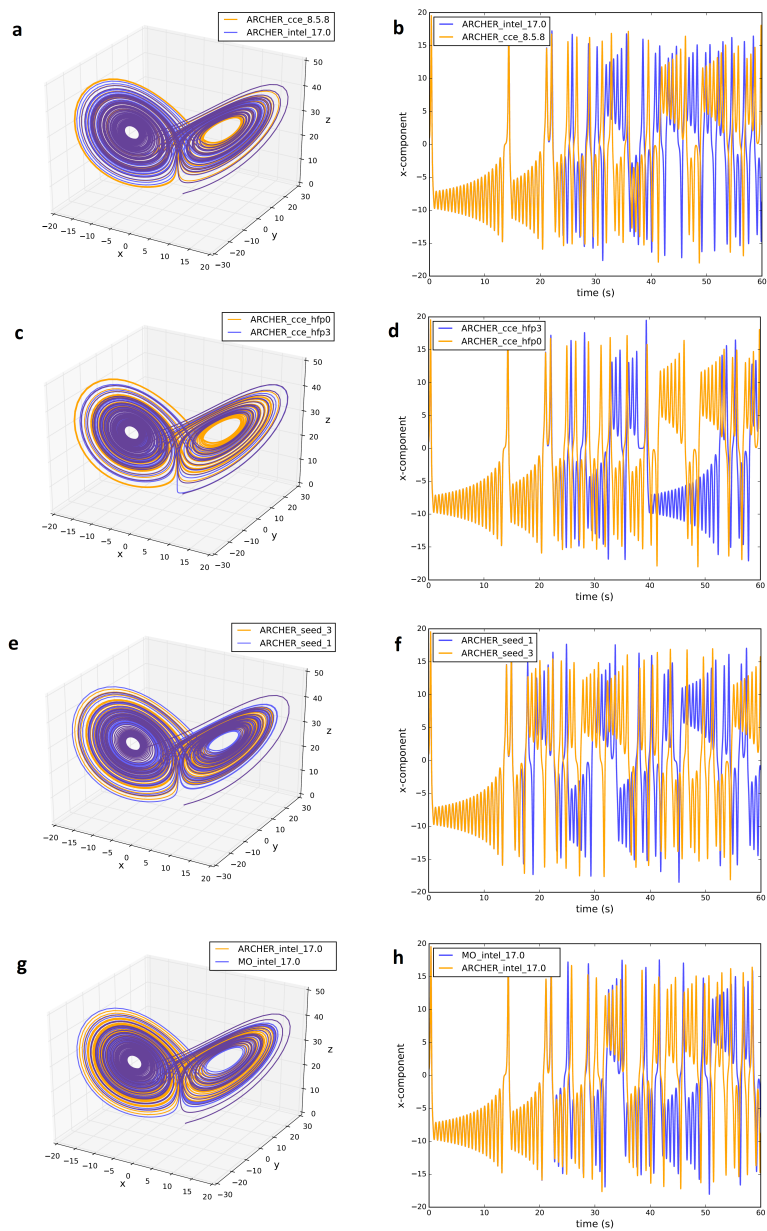 a
ARCHER_cce_8.5.8
ARCHER_intel_17.0
50
40
30
20
10
0
z
−20
−15
−10
−5
0
5
10
15
20
x
−30
−20
−10
0
10
20
30
y
b
ARCHER_intel_17.0
ARCHER_cce_8.5.8
20
15
10
5
0
−5
−10
−15
−20
x-component
0 10 20 30 40 50 60
time (s)
c
ARCHER_cce_hfp0
ARCHER_cce_hfp3
50
40
30
20
10
0
z
−20
−15
−10
−5
0
5
10
15
20
x
−30
−20
−10
0
10
20
30
y
d
ARCHER_cce_hfp3
ARCHER_cce_hfp0
20
15
10
5
0
−5
−10
−15
−20
x-component
0 10 20 30 40 50 60
time (s)
e
ARCHER_seed_3
ARCHER_seed_1
50
40
30
20
10
0
z
−20
−15
−10
−5
0
5
10
15
20
x
−30
−20
−10
0
10
20
30
y
f
ARCHER_seed_1
ARCHER_seed_3
20
15
10
5
0
−5
−10
−15
−20
x-component
0 10 20 30 40 50 60
time (s)
g
ARCHER_intel_17.0
MO_intel_17.0
50
40
30
20
10
0
z
−20
−15
−10
−5
0
5
10
15
20
x
−30
−20
−10
0
10
20
30
y
h
MO_intel_17.0
ARCHER_intel_17.0
20
15
10
5
0
−5
−10
−15
−20
x-component
0 10 20 30 40 50 60
time (s)